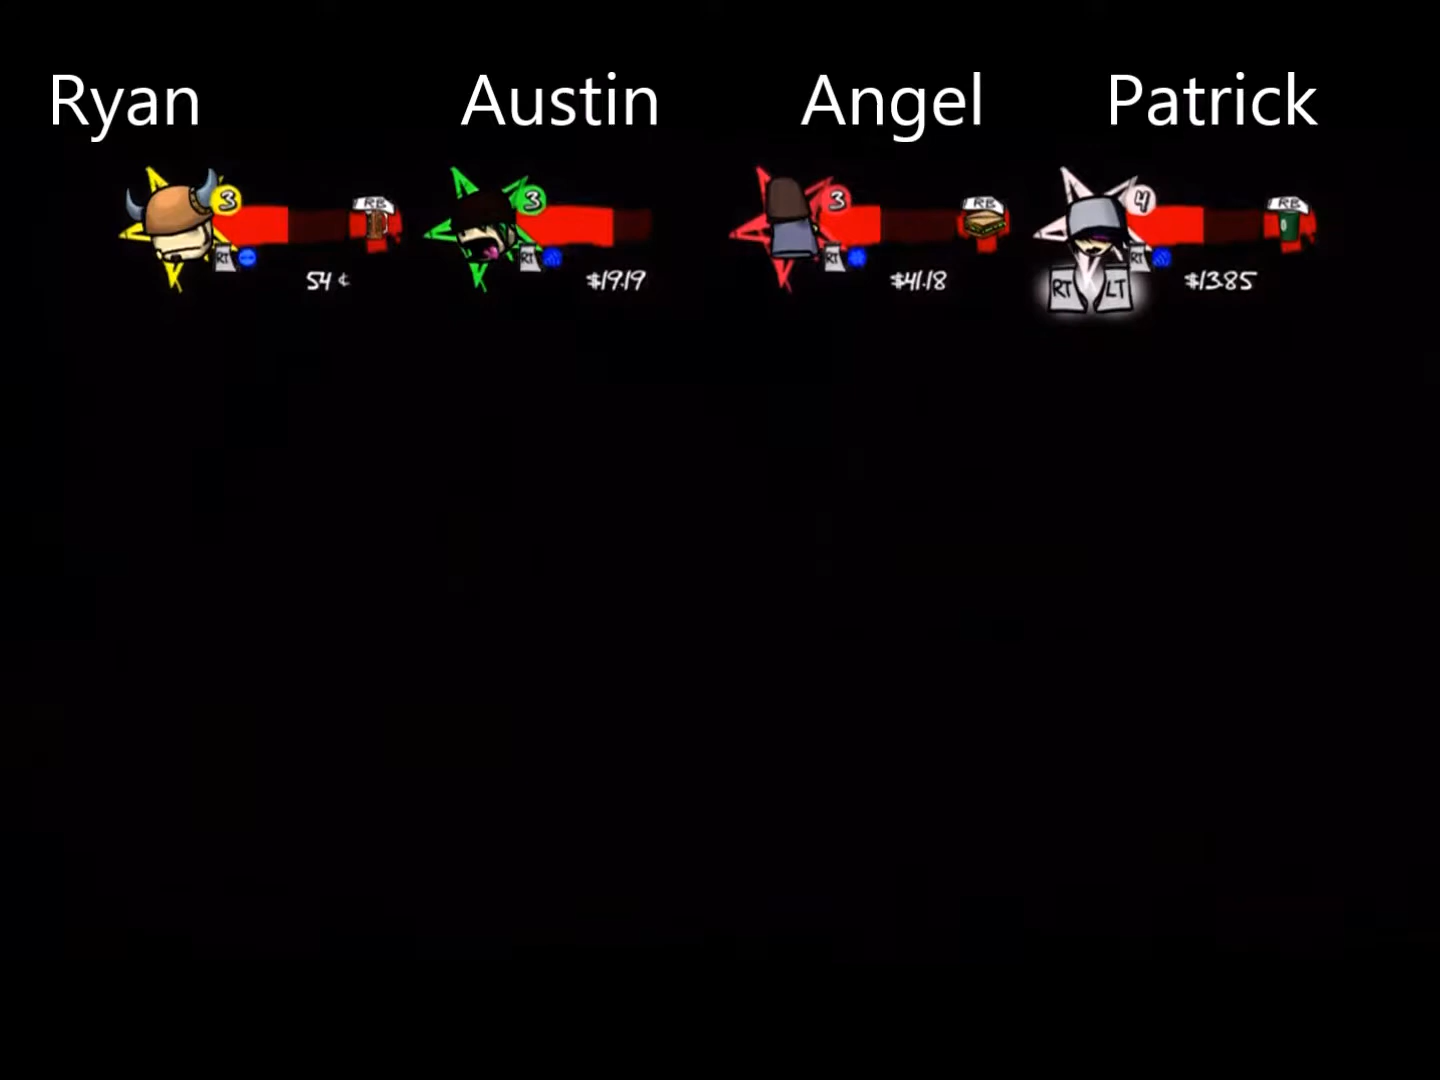 Ryan Austin Angel Patrick
3 RB 3 3 RB 4 RB
RT RT RT RT
54 ¢ $19.19 $41.18 $13.85
RT LT